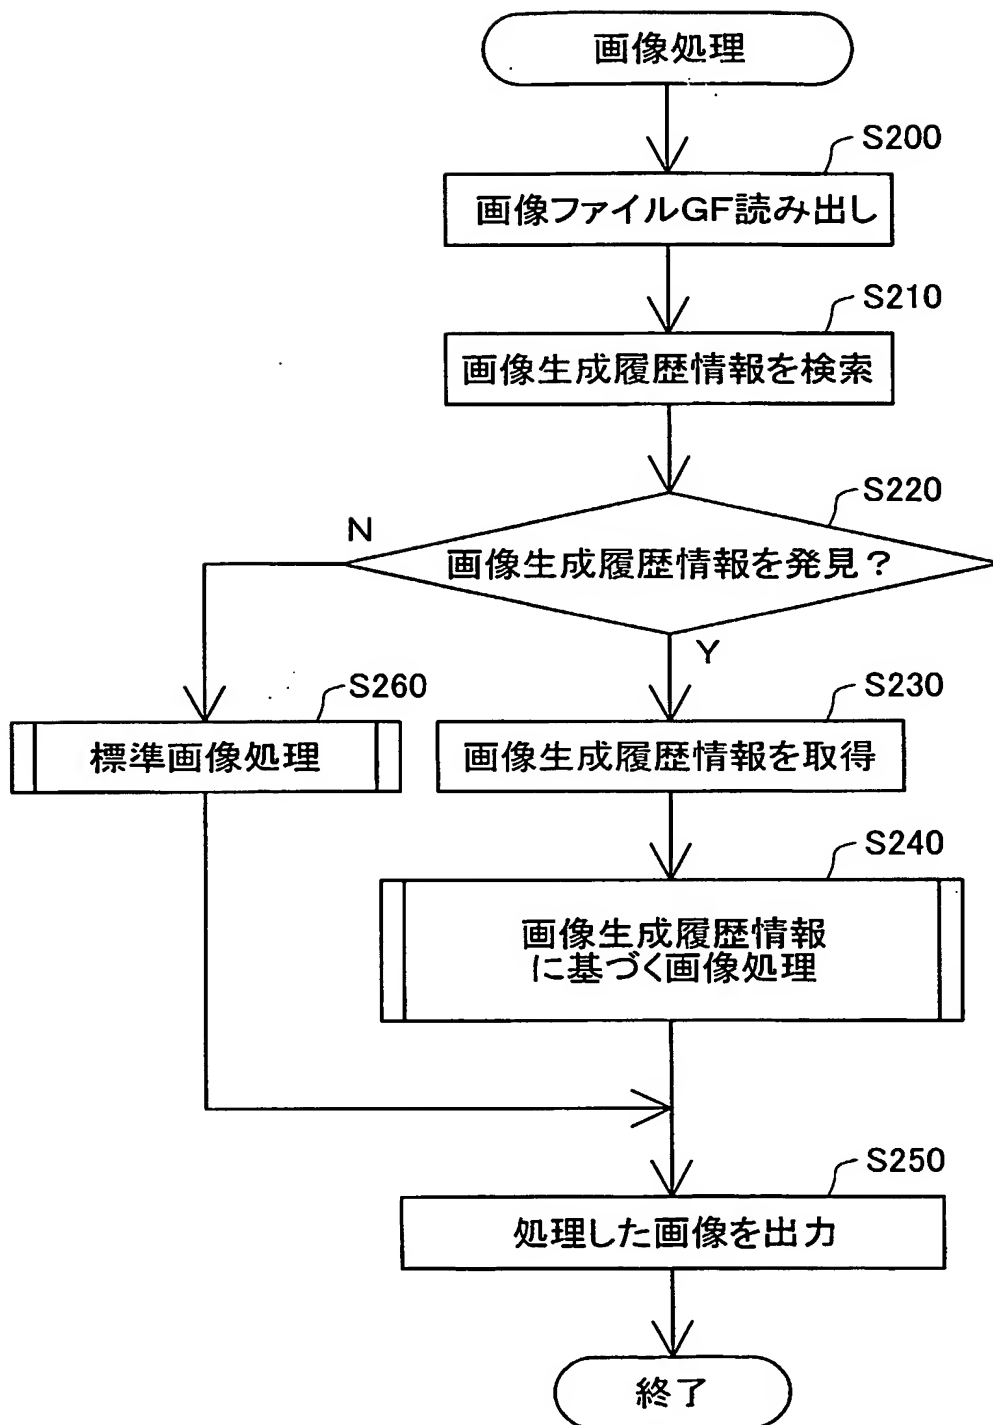 画像処理
S200
画像ファイルGF読み出し
S210
画像生成履歴情報を検索
S220
N
画像生成履歴情報を発見？
Y
S260
標準画像処理
S230
画像生成履歴情報を取得
S240
画像生成履歴情報
に基づく画像処理
S250
処理した画像を出力
終了